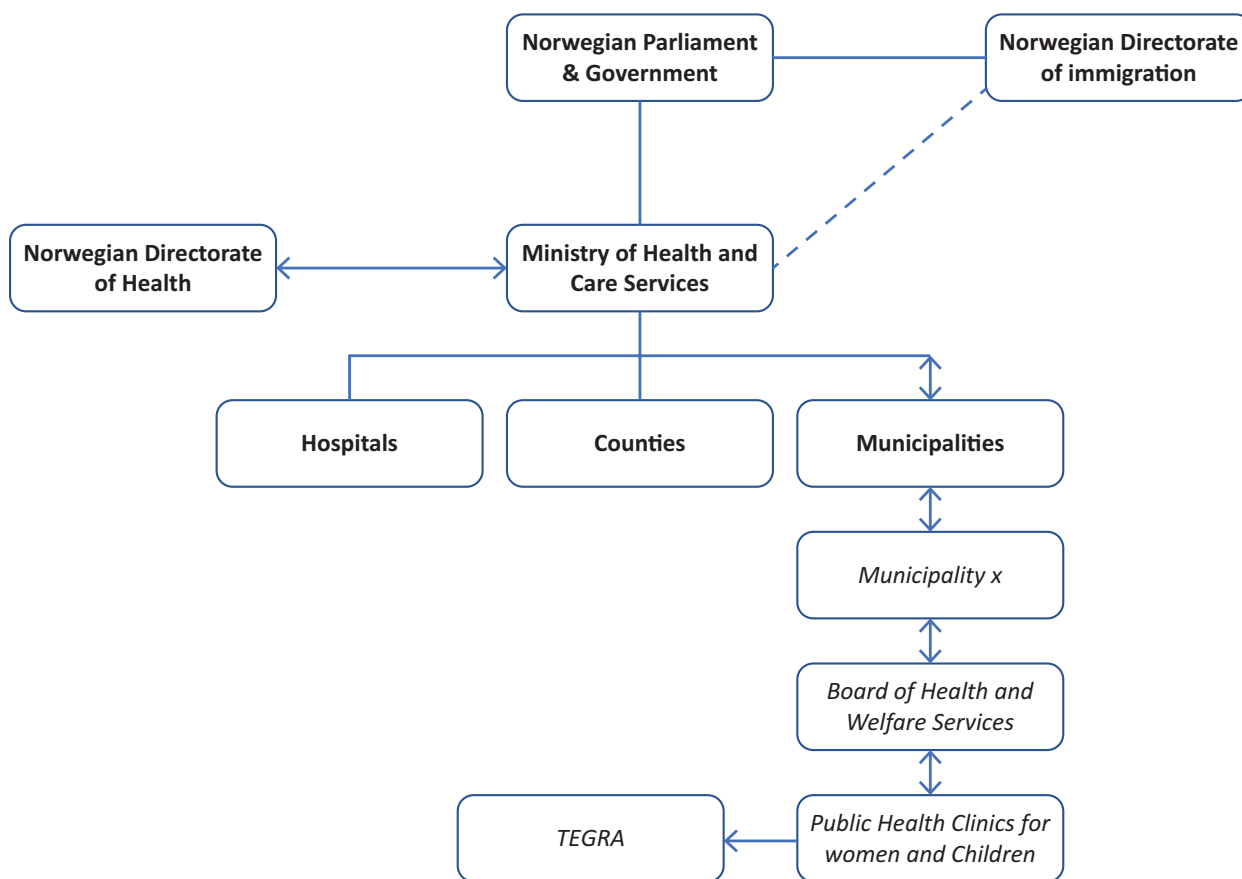 Norwegian Parliament
& Government
Norwegian Directorate
of immigration
Norwegian Directorate
of Health
Ministry of Health and
Care Services
Hospitals
Counties
Municipalities
Municipality x
Board of Health and
Welfare Services
TEGRA
Public Health Clinics for
women and Children